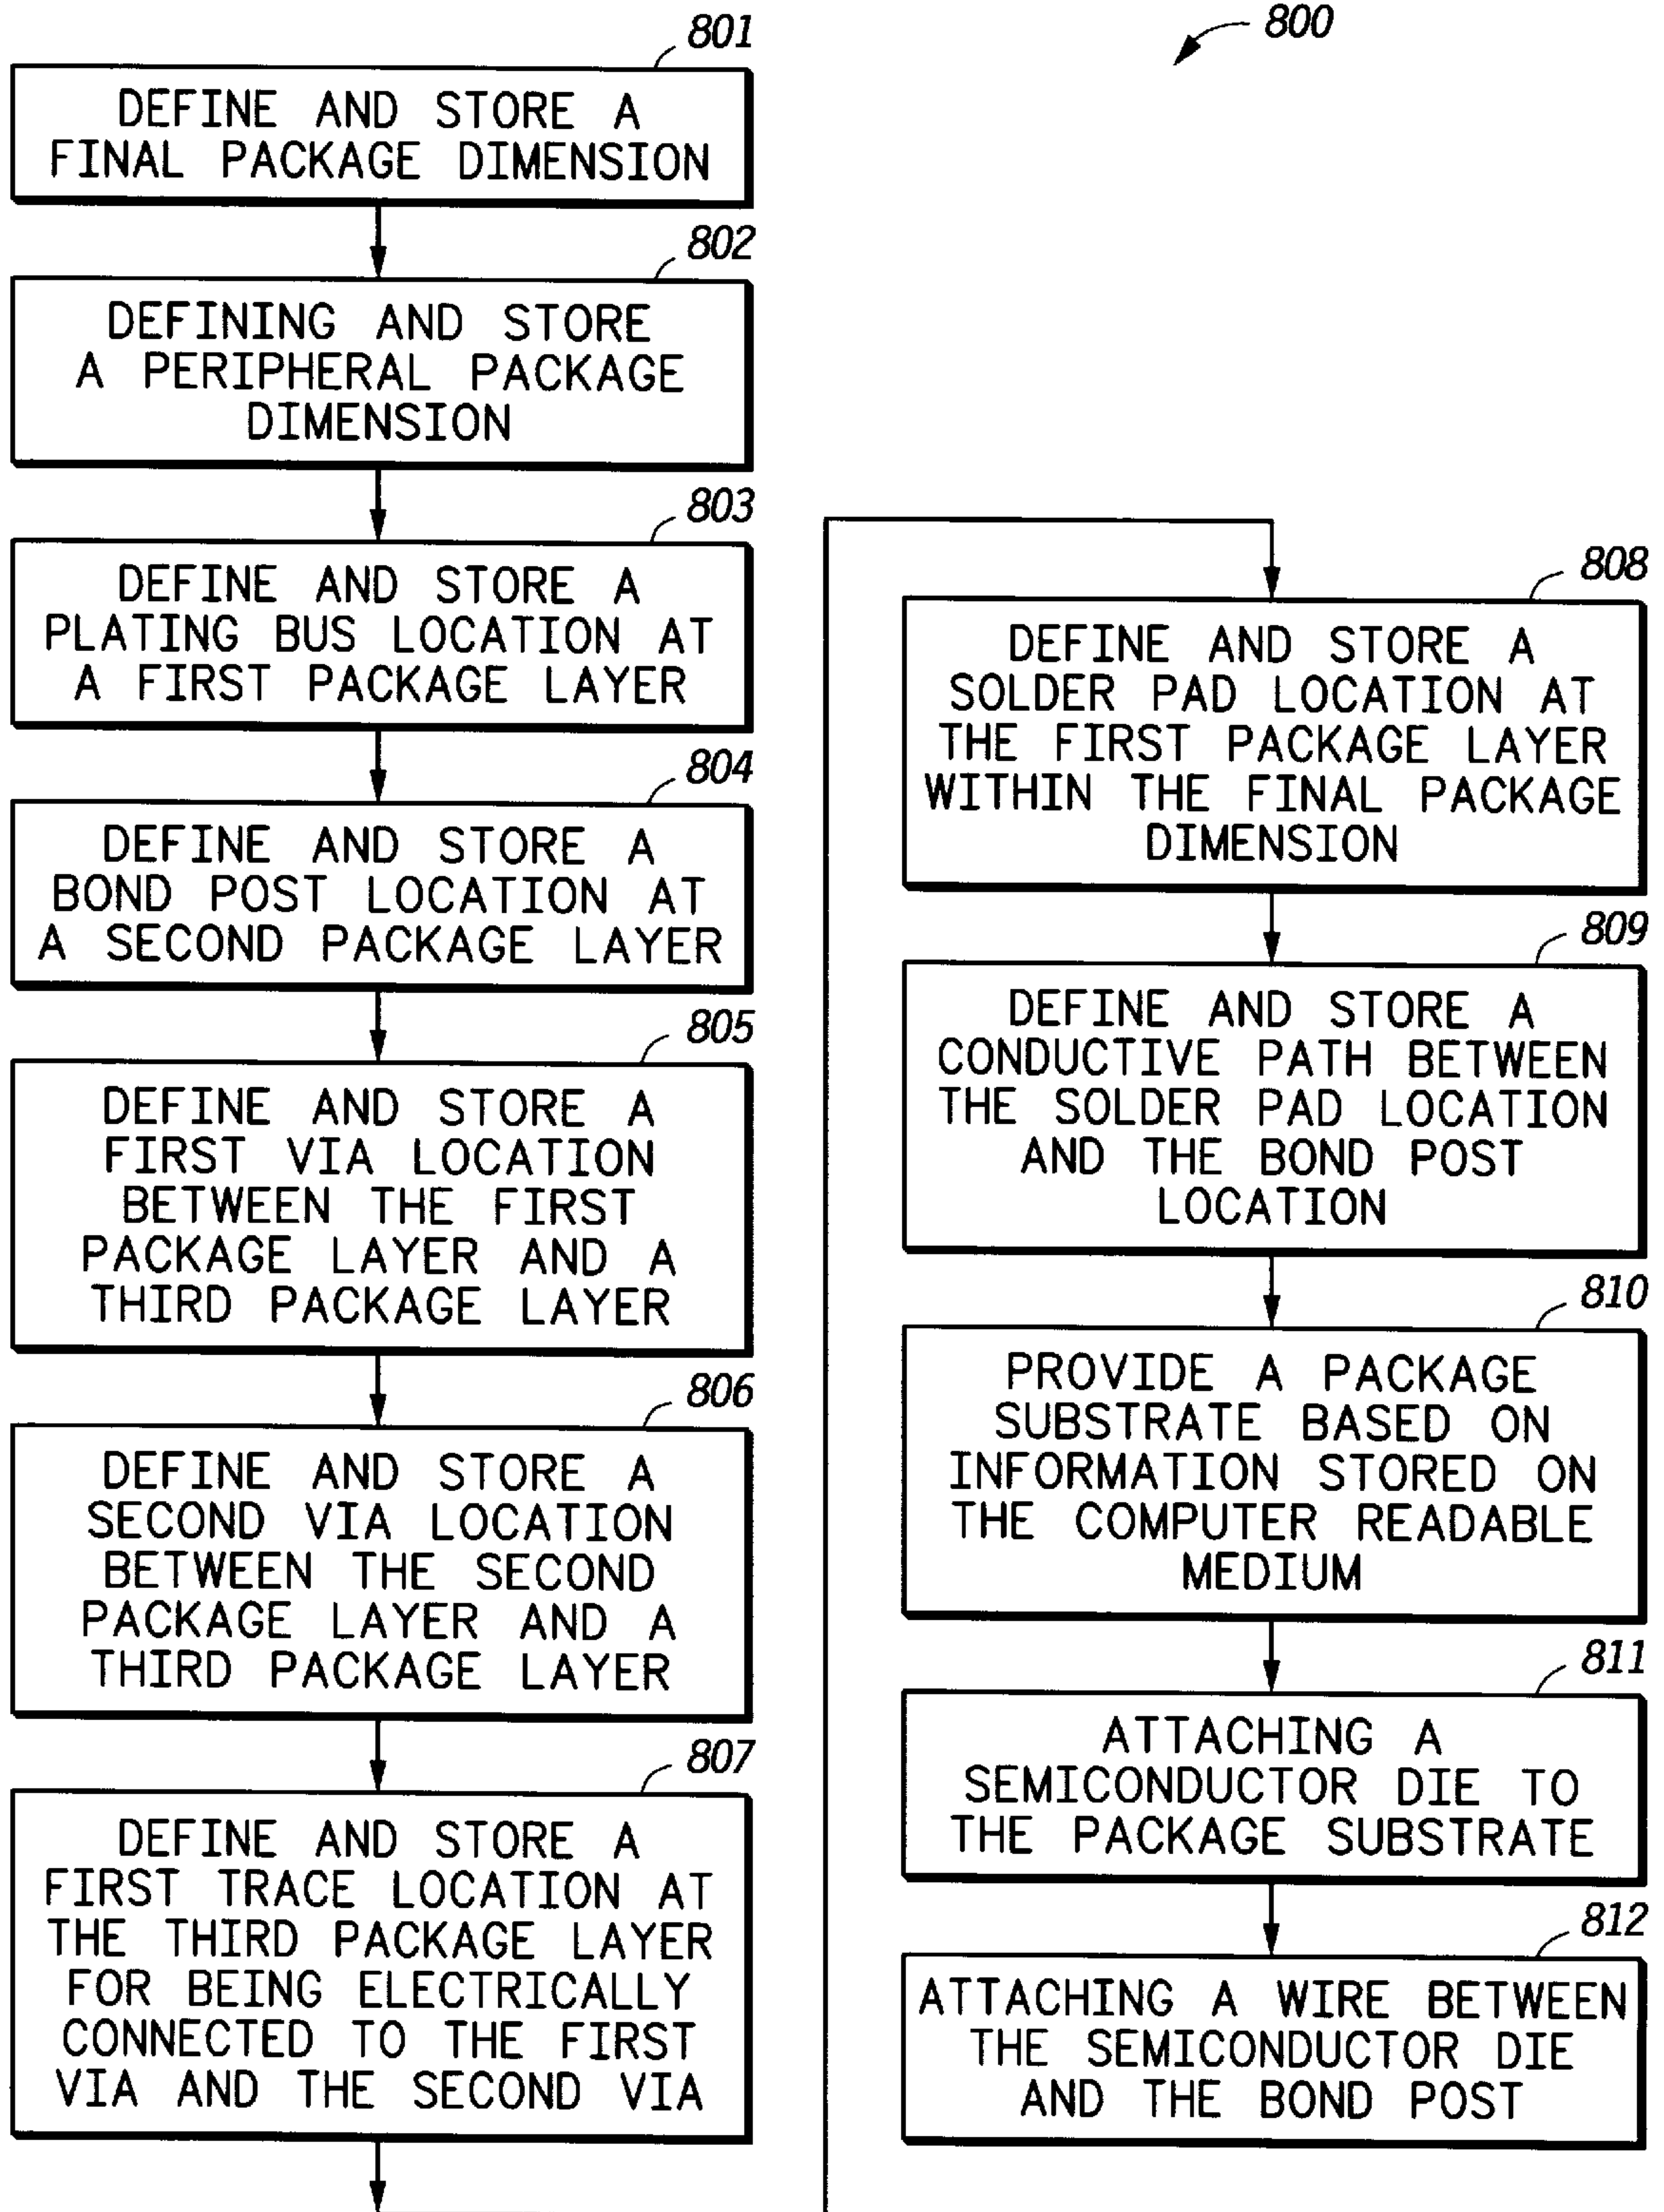 800
801
DEFINE AND STORE A
FINAL PACKAGE DIMENSION
802
DEFINING AND STORE
A PERIPHERAL PACKAGE
DIMENSION
803
DEFINE AND STORE A
PLATING BUS LOCATION AT
A FIRST PACKAGE LAYER
804
DEFINE AND STORE A
BOND POST LOCATION AT
A SECOND PACKAGE LAYER
805
DEFINE AND STORE A
FIRST VIA LOCATION
BETWEEN THE FIRST
PACKAGE LAYER AND A
THIRD PACKAGE LAYER
806
DEFINE AND STORE A
SECOND VIA LOCATION
BETWEEN THE SECOND
PACKAGE LAYER AND A
THIRD PACKAGE LAYER
807
DEFINE AND STORE A
FIRST TRACE LOCATION AT
THE THIRD PACKAGE LAYER
FOR BEING ELECTRICALLY
CONNECTED TO THE FIRST
VIA AND THE SECOND VIA
808
DEFINE AND STORE A
SOLDER PAD LOCATION AT
THE FIRST PACKAGE LAYER
WITHIN THE FINAL PACKAGE
DIMENSION
809
DEFINE AND STORE A
CONDUCTIVE PATH BETWEEN
THE SOLDER PAD LOCATION
AND THE BOND POST
LOCATION
810
PROVIDE A PACKAGE
SUBSTRATE BASED ON
INFORMATION STORED ON
THE COMPUTER READABLE
MEDIUM
811
ATTACHING A
SEMICONDUCTOR DIE TO
THE PACKAGE SUBSTRATE
812
ATTACHING A WIRE BETWEEN
THE SEMICONDUCTOR DIE
AND THE BOND POST